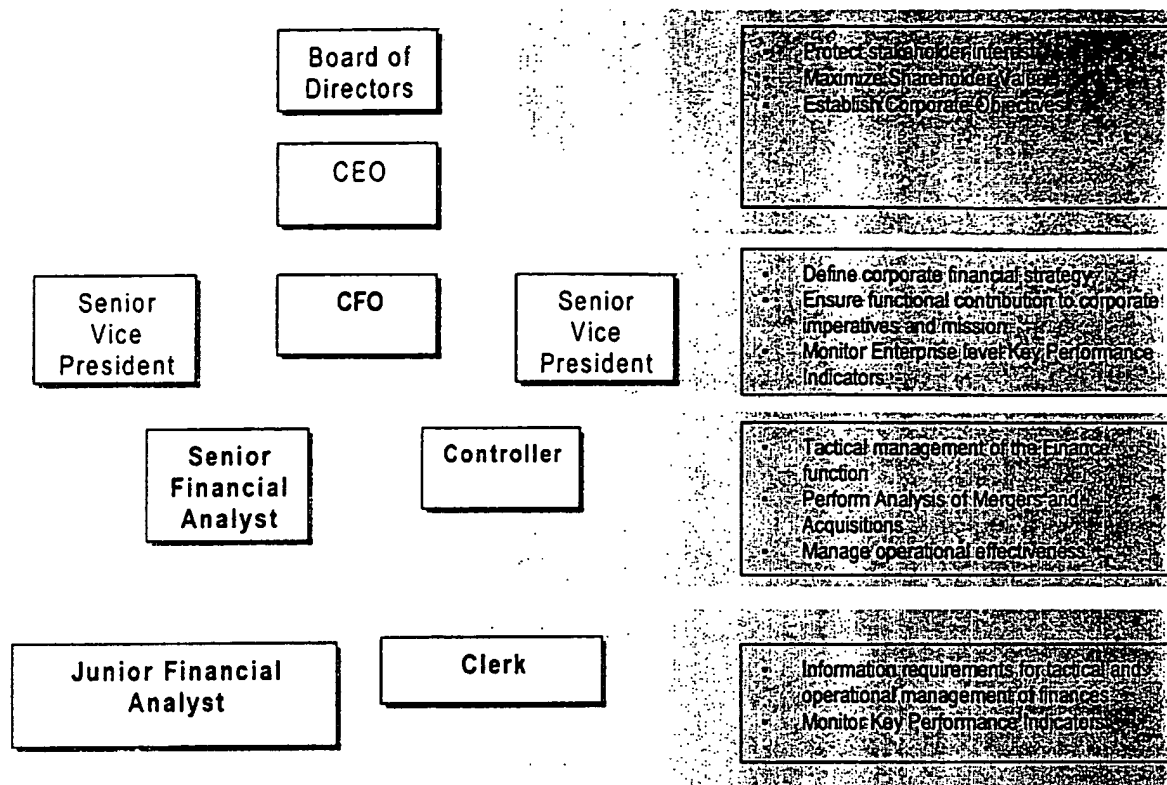 Board of
Directors
CEO
Senior
Vice
President
CFO
Senior
Vice
President
Senior
Financial
Analyst
Controller
Junior Financial
Analyst
Clerk
• Protect stakeholder interest
• Maximize Shareholder Value
• Establish Corporate Objectives
• Define corporate financial strategy
• Ensure functional contribution to corporate
imperatives and mission
• Monitor Enterprise level Key Performance
Indicators
• Tactical management of the Finance
function
• Perform Analysis of Mergers and
Acquisitions
• Manage operational effectiveness
• Information requirements for tactical and
operational management of finances
• Monitor Key Performance Indicators